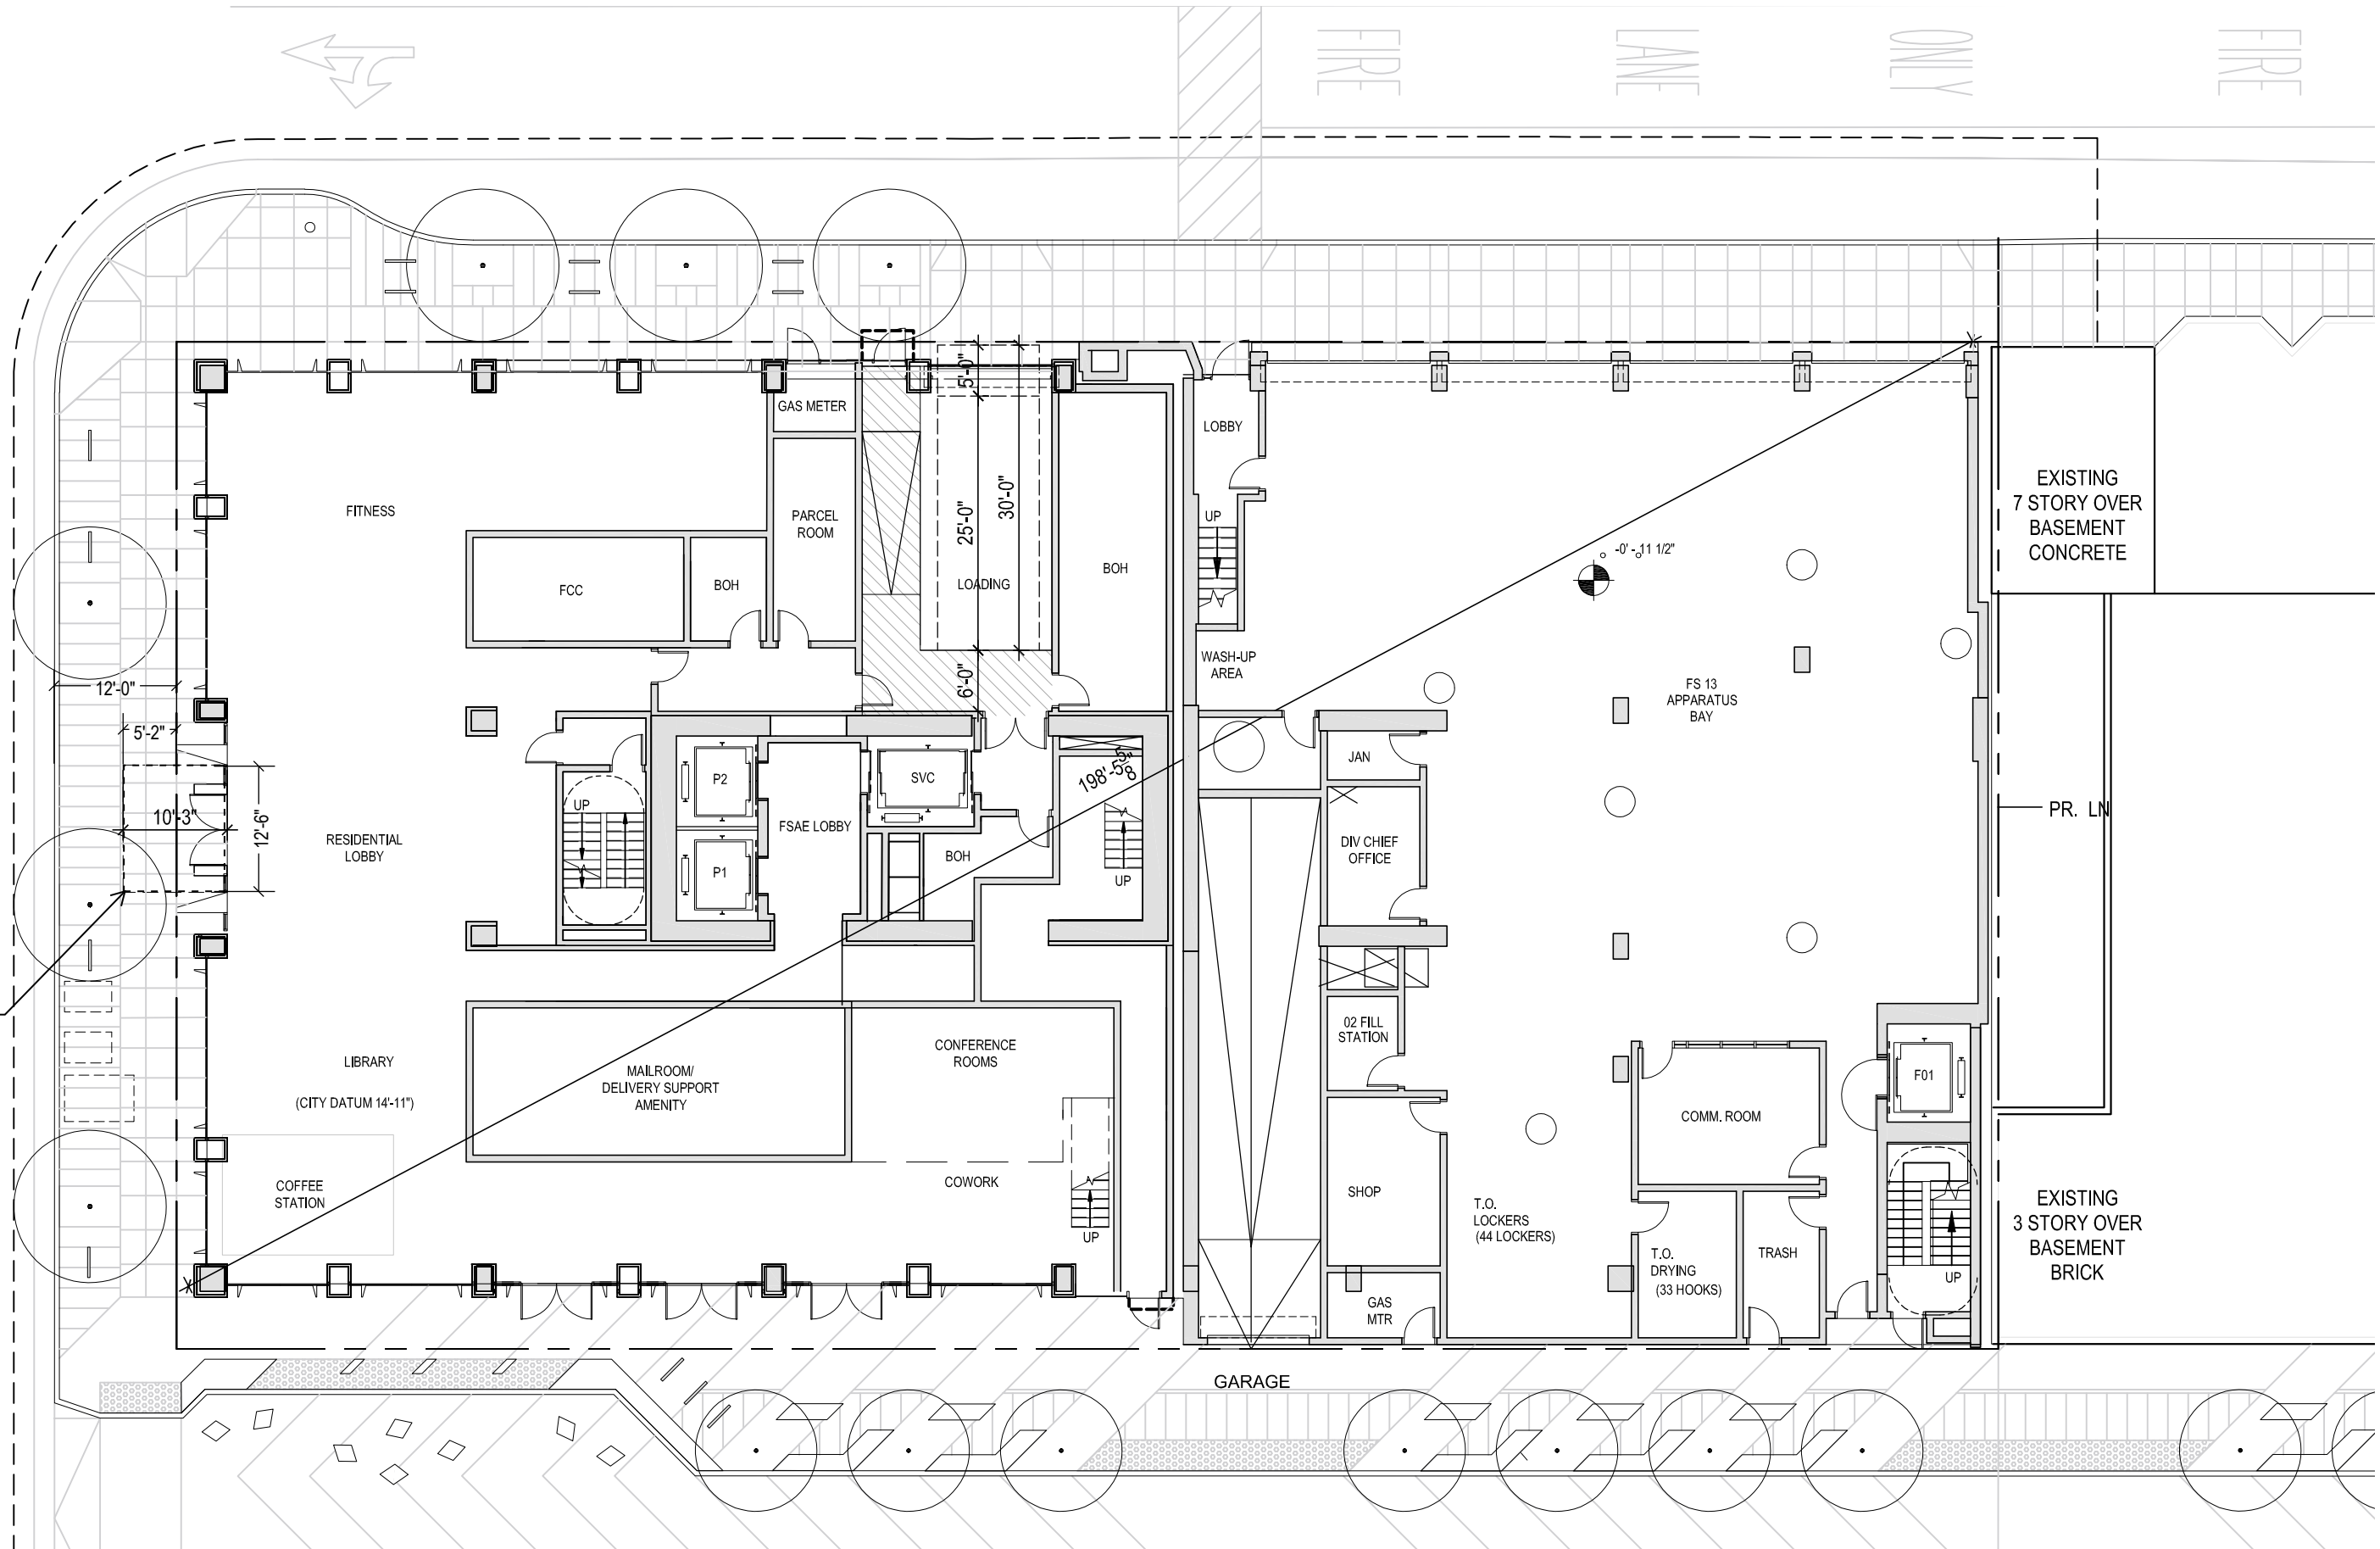 FIRE
LANE
ONLY
FIRE
GAS METER
5'-0"
LOBBY
FITNESS
PARCEL
ROOM
25'-0"
30'-0"
UP
EXISTING
7 STORY OVER
BASEMENT
CONCRETE
-0' - 11 1/2"
FCC
BOH
LOADING
BOH
WASH-UP
AREA
12'-0"
6'-0"
FS 13
APPARATUS
BAY
5'-2"
P2
SVC
198'-5 5/8"
JAN
10'-3"
12'-6"
UP
PR. LN
RESIDENTIAL
LOBBY
FSAE LOBBY
DIV CHIEF
OFFICE
P1
BOH
UP
02 FILL
STATION
LIBRARY
CONFERENCE
ROOMS
MAILROOM/
DELIVERY SUPPORT
AMENITY
F01
(CITY DATUM 14'-11")
COMM. ROOM
COFFEE
STATION
COWORK
SHOP
T.O.
LOCKERS
(44 LOCKERS)
EXISTING
3 STORY OVER
BASEMENT
BRICK
UP
T.O.
DRYING
(33 HOOKS)
TRASH
UP
GAS
MTR
GARAGE